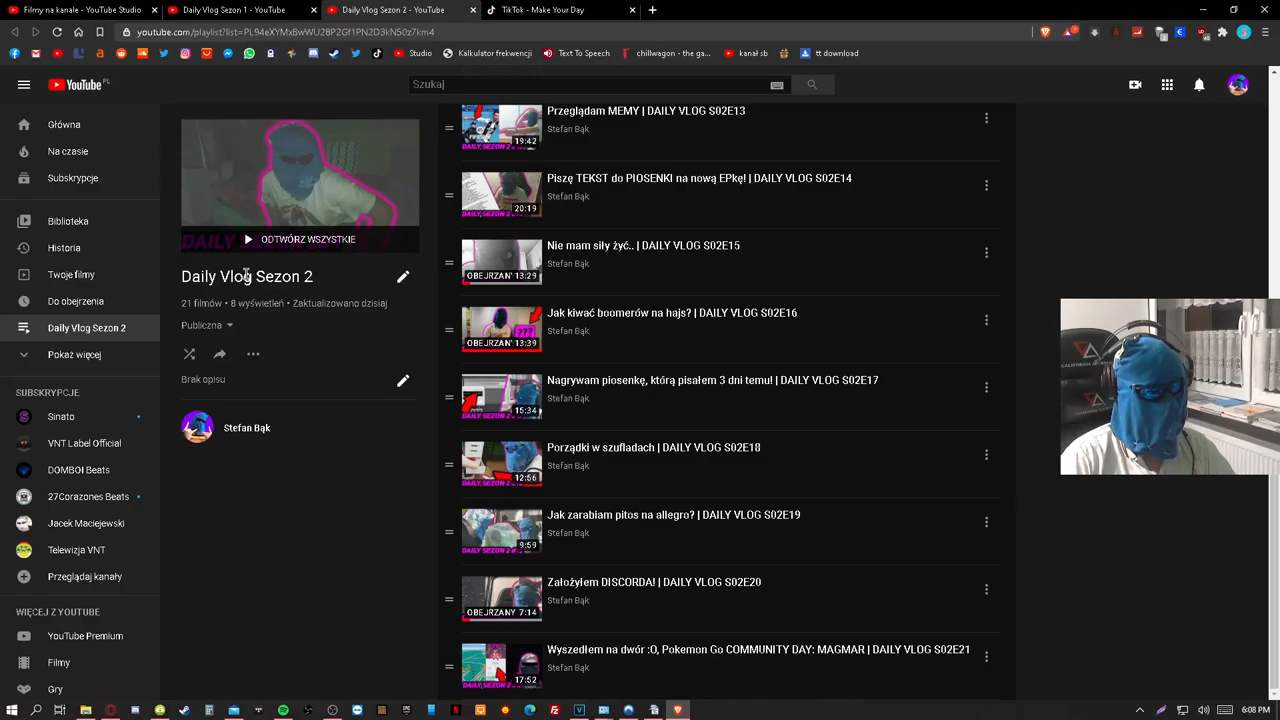 Filmy na kanale - YouTube Studio
Daily Vlog Sezon 1 - YouTube
Daily Vlog Sezon 2 - YouTube
TikTok - Make Your Day
youtube.com/playlist?list=PL94eXYMxBwWU28P2Gf1PN2D3kN5oz7km4
Studio
Kalkulator frekwencji
Text To Speech
chillwagon - the ga...
kanał sb
tt download
YouTube PL
Szukaj
Główna
Na czasie
Subskrypcje
Biblioteka
Historia
Twoje filmy
Do obejrzenia
Daily Vlog Sezon 2
Pokaż więcej
SUBSKRYPCJE
Sinato
VNT Label Official
DOMBOI Beats
27Corazones Beats
Jacek Maciejewski
Telewizja VNT
Przeglądaj kanały
WIĘCEJ Z YOUTUBE
YouTube Premium
Filmy
Gry
ODTWÓRZ WSZYSTKIE
Daily Vlog Sezon 2
21 filmów • 8 wyświetleń • Zaktualizowano dzisiaj
Publiczna
Brak opisu
Stefan Bąk
Przeglądam MEMY | DAILY VLOG S02E13
Stefan Bąk
19:42
Piszę TEKST do PIOSENKI na nową EPkę! | DAILY VLOG S02E14
Stefan Bąk
20:19
Nie mam siły żyć.. | DAILY VLOG S02E15
Stefan Bąk
OBEJRZAN' 13:29
Jak kiwać boomerów na hajs? | DAILY VLOG S02E16
Stefan Bąk
???
OBEJRZAN' 13:39
Nagrywam piosenkę, którą pisałem 3 dni temu! | DAILY VLOG S02E17
Stefan Bąk
15:34
Porządki w szufladach | DAILY VLOG S02E18
Stefan Bąk
12:56
Jak zarabiam pitos na allegro? | DAILY VLOG S02E19
Stefan Bąk
9:59
Założyłem DISCORDA! | DAILY VLOG S02E20
Stefan Bąk
OBEJRZANY 7:14
Wyszedłem na dwór :O, Pokemon Go COMMUNITY DAY: MAGMAR | DAILY VLOG S02E21
Stefan Bąk
17:52
6:08 PM